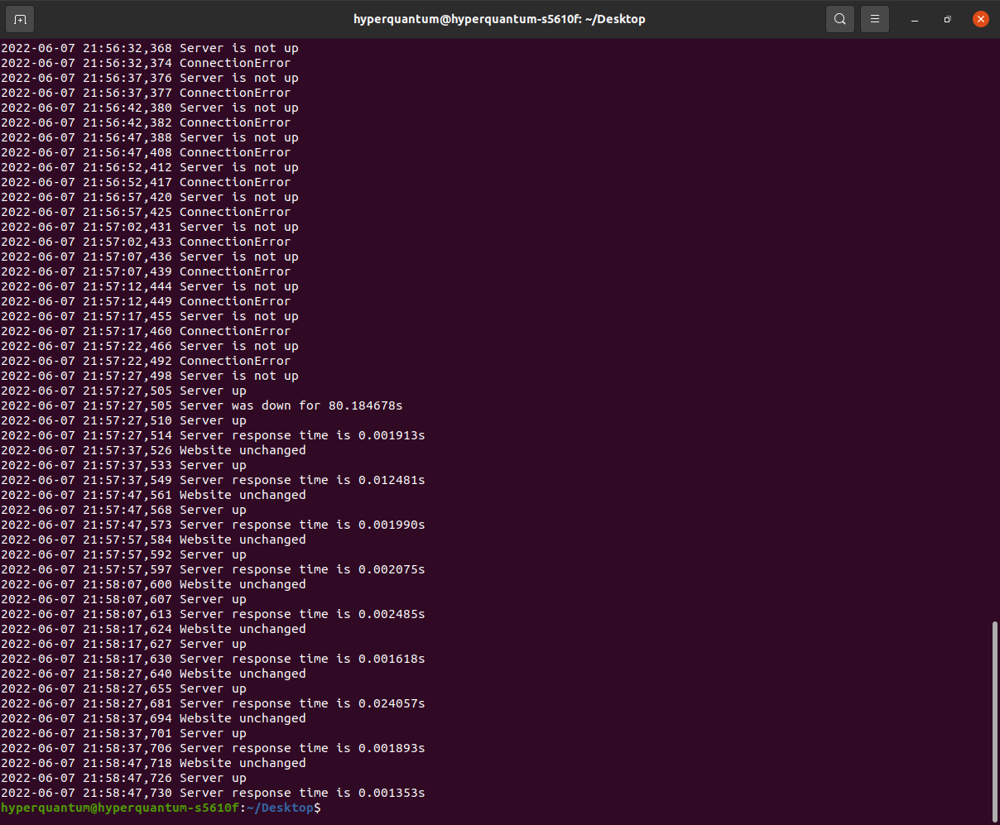 hyperquantum@hyperquantum-s5610f: ~/Desktop
2022-06-07 21:56:32,368 Server is not up
2022-06-07 21:56:32,374 ConnectionError
2022-06-07 21:56:37,376 Server is not up
2022-06-07 21:56:37,377 ConnectionError
2022-06-07 21:56:42,380 Server is not up
2022-06-07 21:56:42,382 ConnectionError
2022-06-07 21:56:47,388 Server is not up
2022-06-07 21:56:47,408 ConnectionError
2022-06-07 21:56:52,412 Server is not up
2022-06-07 21:56:52,417 ConnectionError
2022-06-07 21:56:57,420 Server is not up
2022-06-07 21:56:57,425 ConnectionError
2022-06-07 21:57:02,431 Server is not up
2022-06-07 21:57:02,433 ConnectionError
2022-06-07 21:57:07,436 Server is not up
2022-06-07 21:57:07,439 ConnectionError
2022-06-07 21:57:12,444 Server is not up
2022-06-07 21:57:12,449 ConnectionError
2022-06-07 21:57:17,455 Server is not up
2022-06-07 21:57:17,460 ConnectionError
2022-06-07 21:57:22,466 Server is not up
2022-06-07 21:57:22,492 ConnectionError
2022-06-07 21:57:27,498 Server is not up
2022-06-07 21:57:27,505 Server up
2022-06-07 21:57:27,505 Server was down for 80.184678s
2022-06-07 21:57:27,510 Server up
2022-06-07 21:57:27,514 Server response time is 0.001913s
2022-06-07 21:57:37,526 Website unchanged
2022-06-07 21:57:37,533 Server up
2022-06-07 21:57:37,549 Server response time is 0.012481s
2022-06-07 21:57:47,561 Website unchanged
2022-06-07 21:57:47,568 Server up
2022-06-07 21:57:47,573 Server response time is 0.001990s
2022-06-07 21:57:57,584 Website unchanged
2022-06-07 21:57:57,592 Server up
2022-06-07 21:57:57,597 Server response time is 0.002075s
2022-06-07 21:58:07,600 Website unchanged
2022-06-07 21:58:07,607 Server up
2022-06-07 21:58:07,613 Server response time is 0.002485s
2022-06-07 21:58:17,624 Website unchanged
2022-06-07 21:58:17,627 Server up
2022-06-07 21:58:17,630 Server response time is 0.001618s
2022-06-07 21:58:27,640 Website unchanged
2022-06-07 21:58:27,655 Server up
2022-06-07 21:58:27,681 Server response time is 0.024057s
2022-06-07 21:58:37,694 Website unchanged
2022-06-07 21:58:37,701 Server up
2022-06-07 21:58:37,706 Server response time is 0.001893s
2022-06-07 21:58:47,718 Website unchanged
2022-06-07 21:58:47,726 Server up
2022-06-07 21:58:47,730 Server response time is 0.001353s
hyperquantum@hyperquantum-s5610f:~/Desktop$